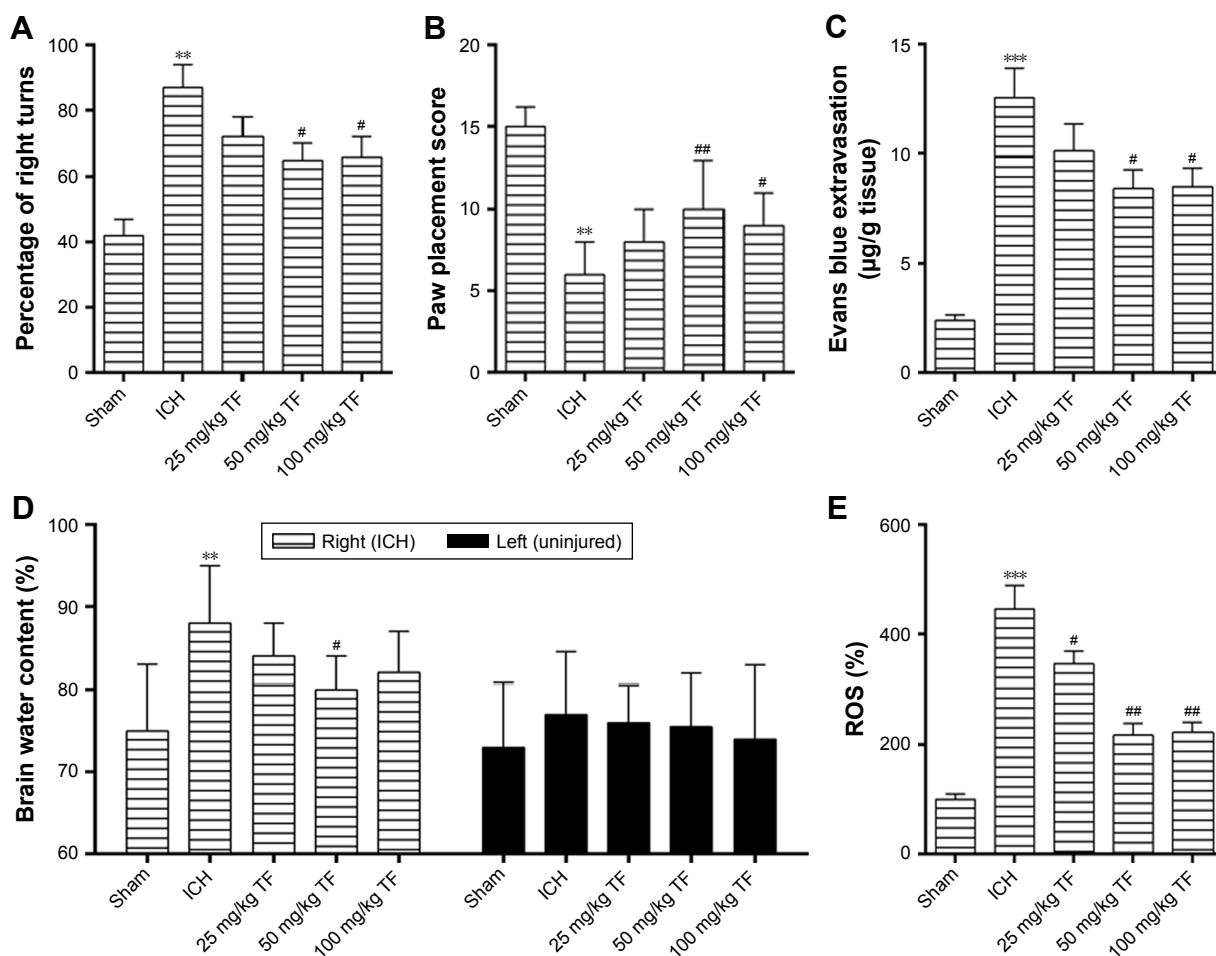 A
Percentage of right turns
100
80
60
40
20
0
**
#
#
Sham
ICH
25 mg/kg TF
50 mg/kg TF
100 mg/kg TF
B
Paw placement score
20
15
10
5
0
**
##
#
Sham
ICH
25 mg/kg TF
50 mg/kg TF
100 mg/kg TF
C
Evans blue extravasation
(µg/g tissue)
15
10
5
0
***
#
#
Sham
ICH
25 mg/kg TF
50 mg/kg TF
100 mg/kg TF
D
Brain water content (%)
100
90
80
70
60
Right (ICH) Left (uninjured)
**
#
Sham
ICH
25 mg/kg TF
50 mg/kg TF
100 mg/kg TF
Sham
ICH
25 mg/kg TF
50 mg/kg TF
100 mg/kg TF
E
ROS (%)
600
400
200
0
***
#
##
##
Sham
ICH
25 mg/kg TF
50 mg/kg TF
100 mg/kg TF